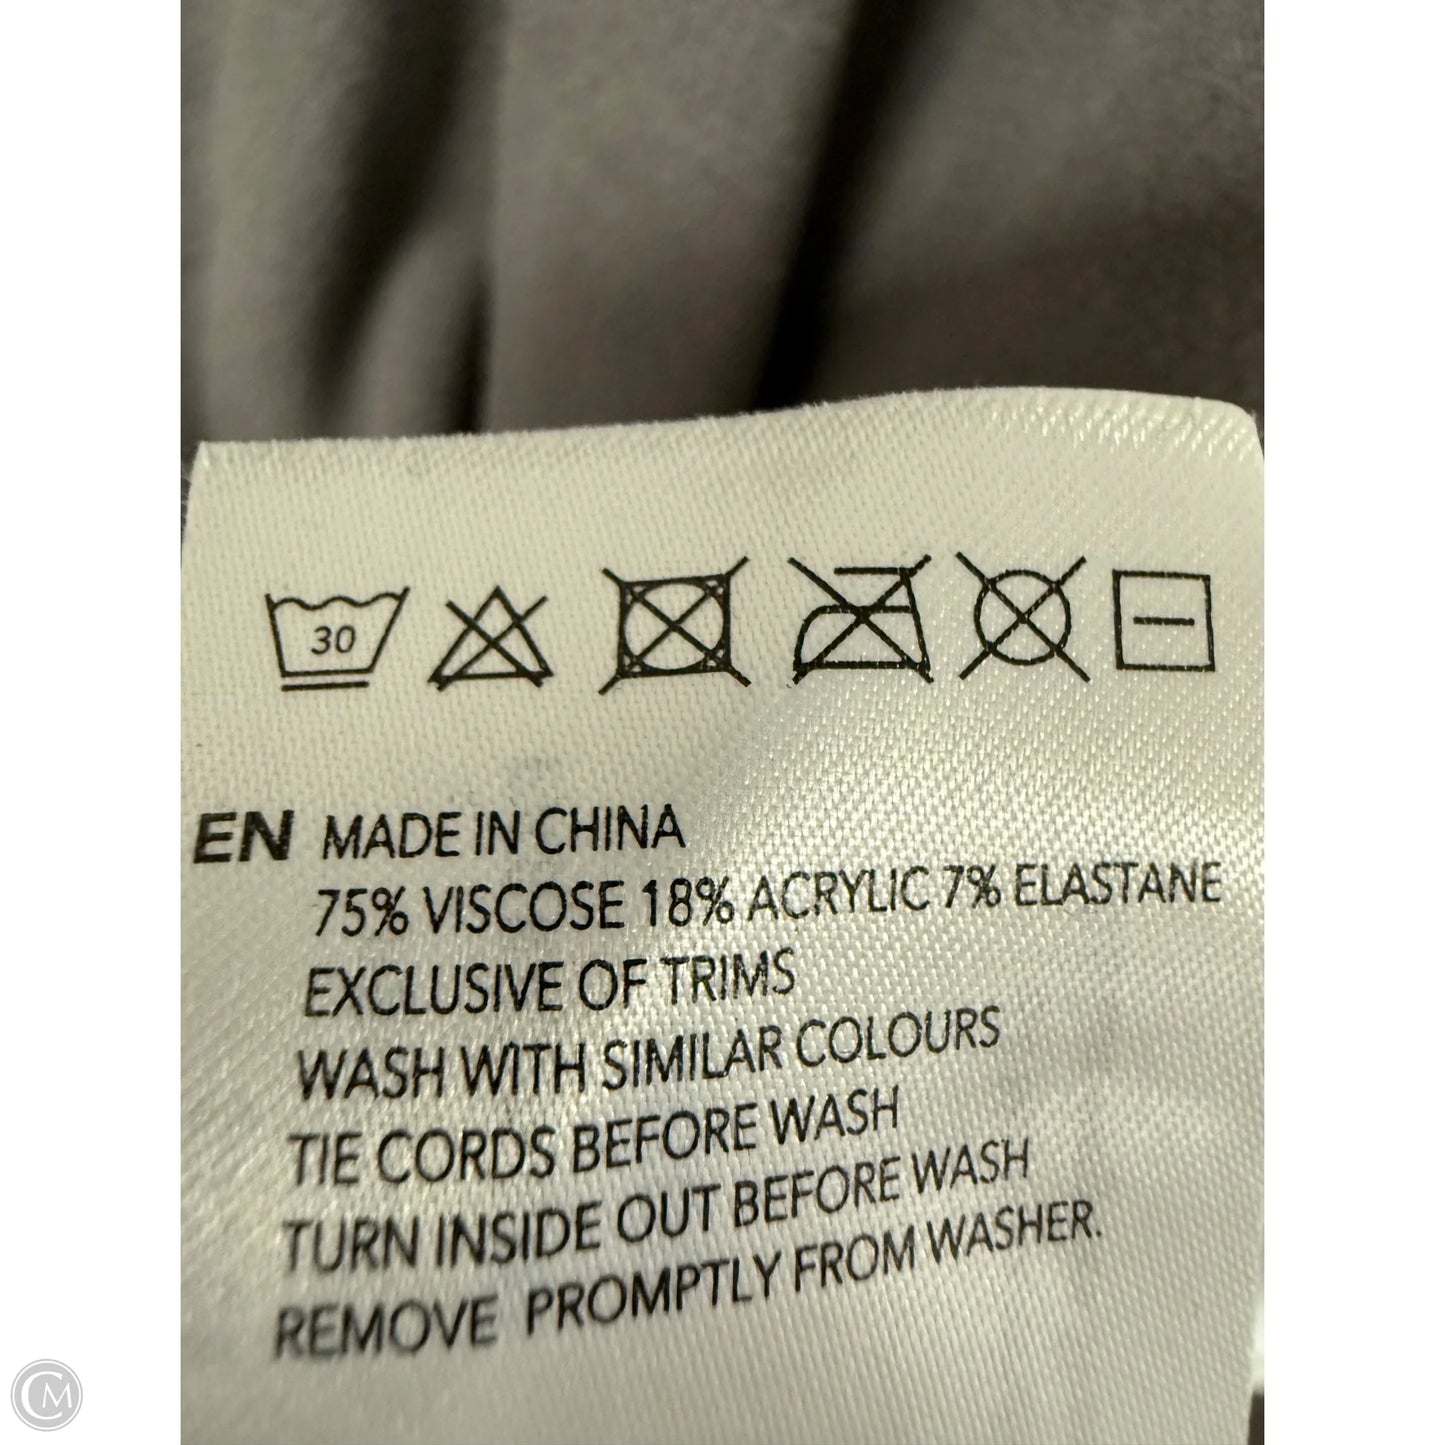 30
EN MADE IN CHINA
75% VISCOSE 18% ACRYLIC 7% ELASTANE
EXCLUSIVE OF TRIMS
WASH WITH SIMILAR COLOURS
TIE CORDS BEFORE WASH
TURN INSIDE OUT BEFORE WASH
REMOVE PROMPTLY FROM WASHER.
CM